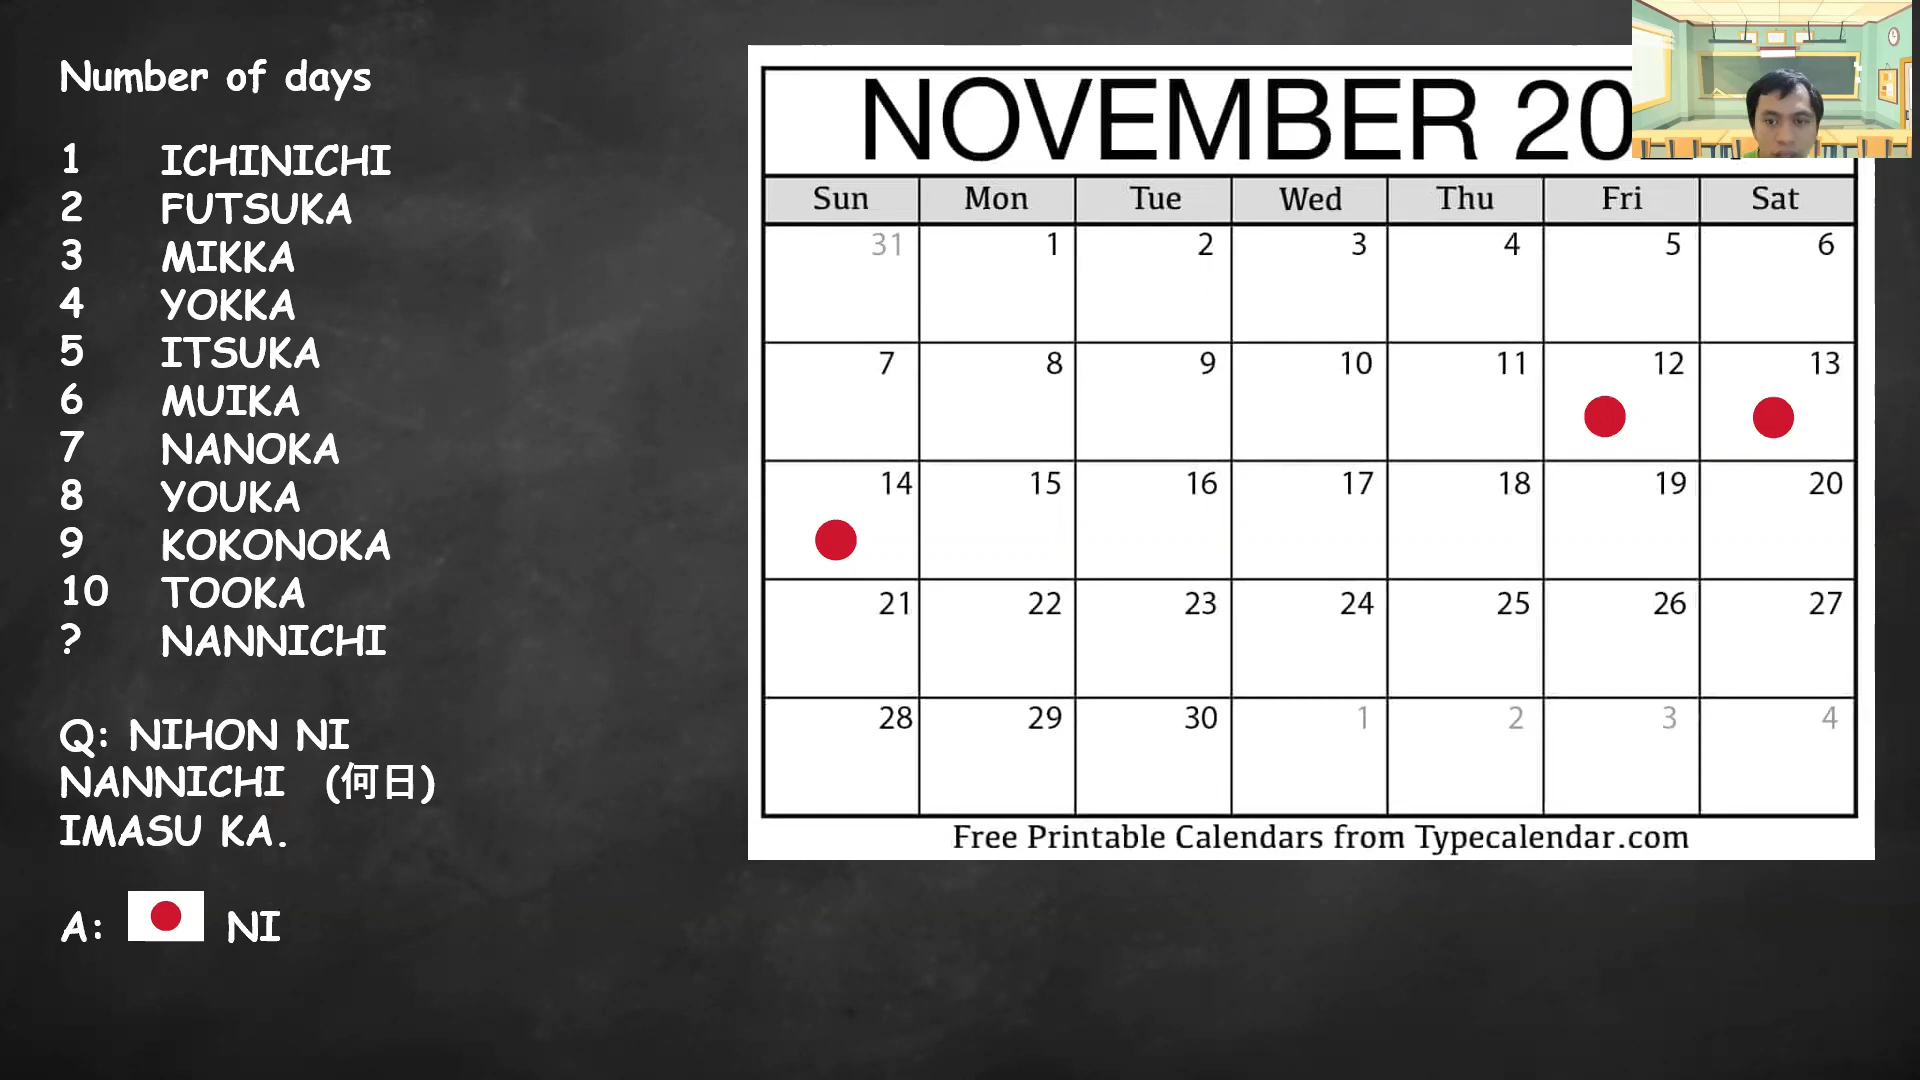 Number of days
1 ICHINICHI
2 FUTSUKA
3 MIKKA
4 YOKKA
5 ITSUKA
6 MUIKA
7 NANOKA
8 YOUKA
9 KOKONOKA
10 TOOKA
? NANNICHI
Q: NIHON NI
NANNICHI (何日)
IMASU KA.
A: NI
NOVEMBER 20
Sun Mon Tue Wed Thu Fri Sat
31 1 2 3 4 5 6
7 8 9 10 11 12 13
14 15 16 17 18 19 20
21 22 23 24 25 26 27
28 29 30 1 2 3 4
Free Printable Calendars from Typecalendar.com